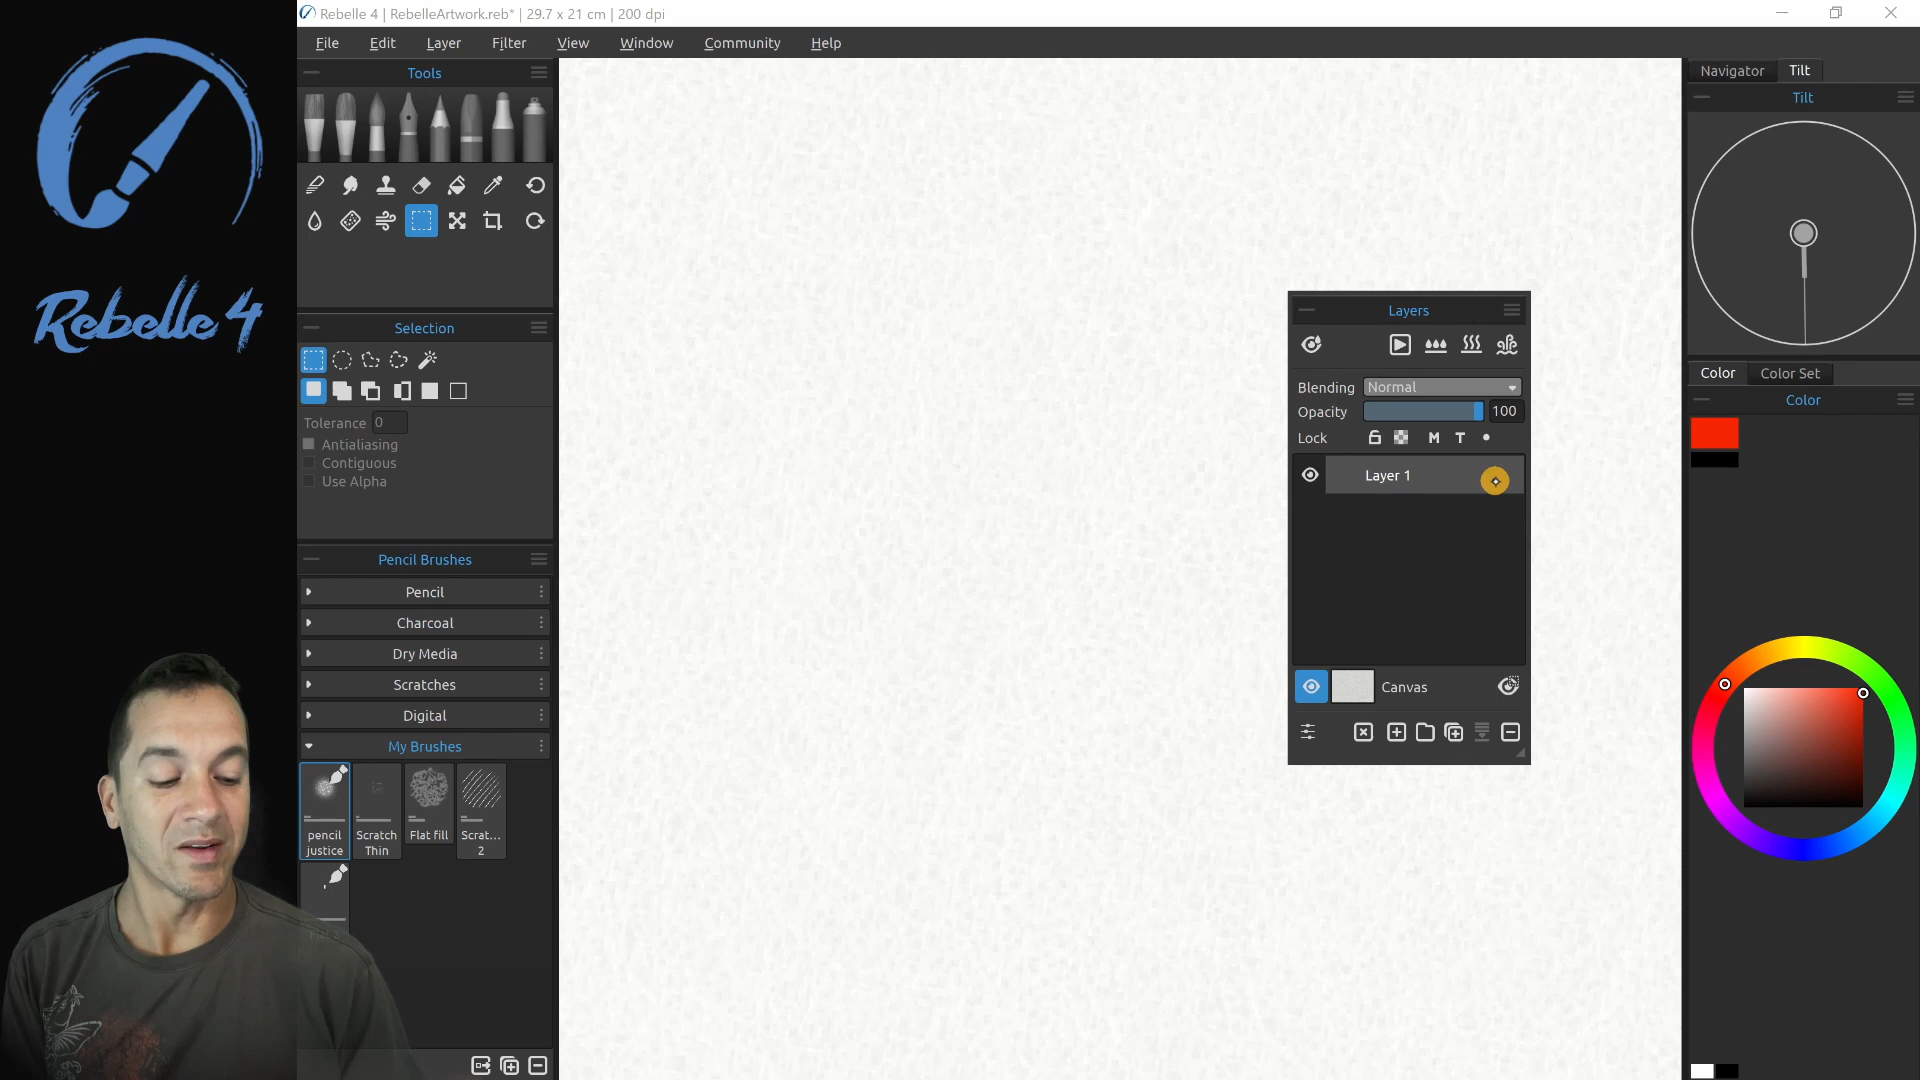 Rebelle 4
Rebelle 4 | RebelleArtwork.reb* | 29.7 x 21 cm | 200 dpi
File Edit Layer Filter View Window Community Help
Tools
Selection
Tolerance 0
Antialiasing
Contiguous
Use Alpha
Pencil Brushes
Pencil
Charcoal
Dry Media
Scratches
Digital
My Brushes
pencil justice
Scratch Thin
Flat fill
Scrat... 2
Layers
Blending Normal
Opacity 100
Lock M T
Layer 1
Canvas
Navigator Tilt
Tilt
Color Color Set
Color